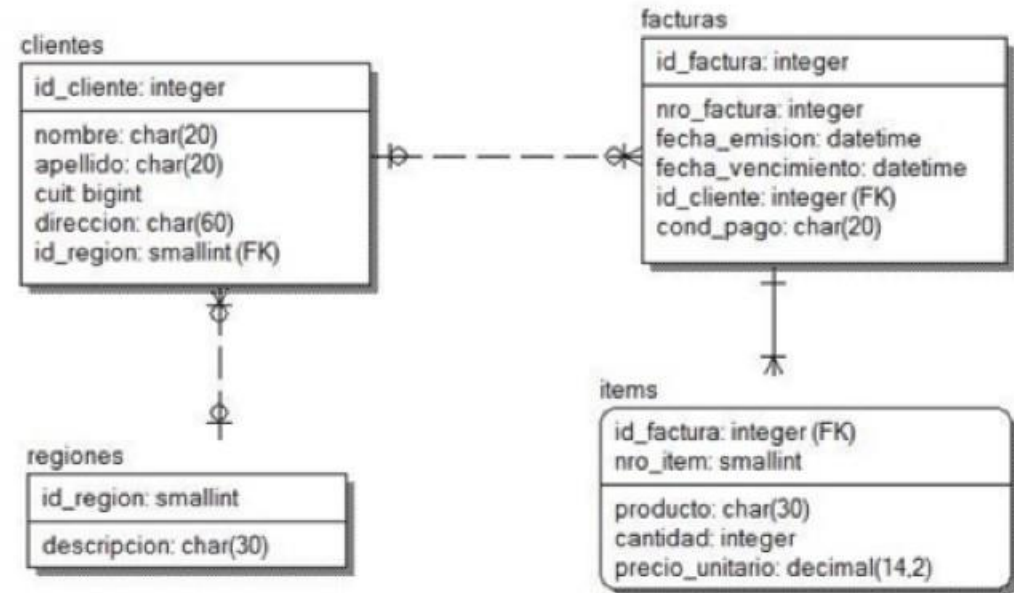 clientes
id_cliente: integer
nombre: char(20)
apellido: char(20)
cuit: bigint
direccion: char(60)
id_region: smallint (FK)
facturas
id_factura: integer
nro_factura: integer
fecha_emision: datetime
fecha_vencimiento: datetime
id_cliente: integer (FK)
cond_pago: char(20)
regiones
id_region: smallint
descripcion: char(30)
items
id_factura: integer (FK)
nro_item: smallint
producto: char(30)
cantidad: integer
precio_unitario: decimal(14,2)